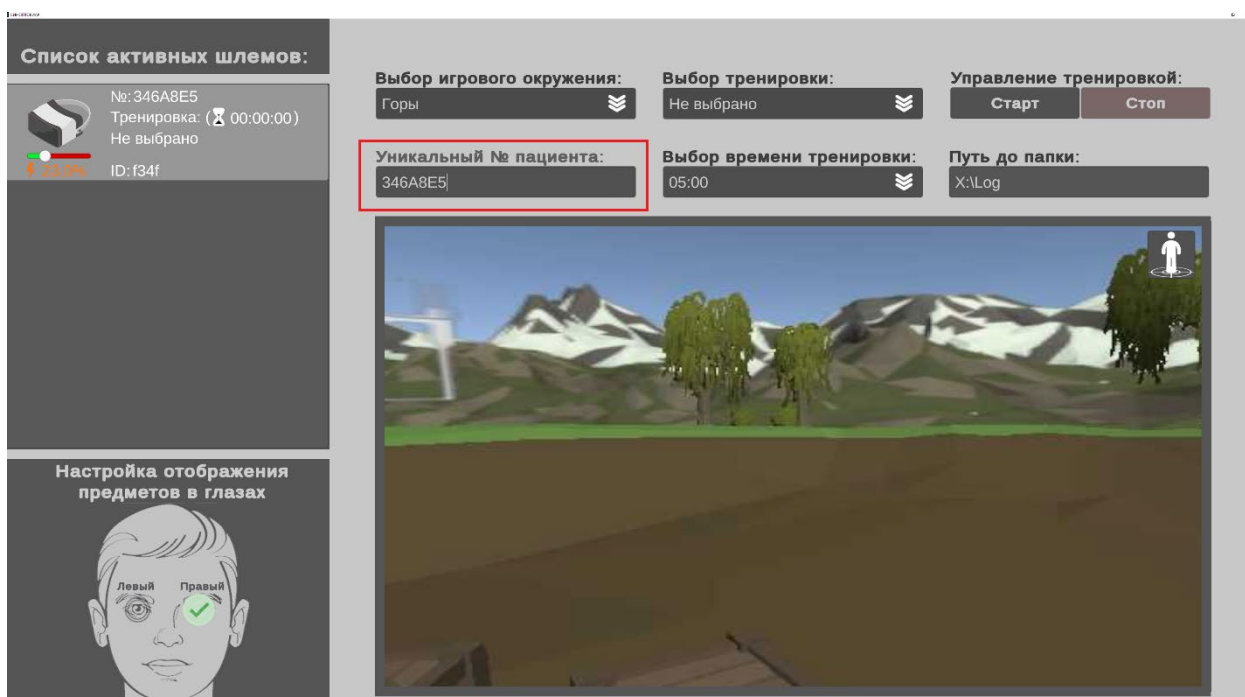 Список активных шлемов:
№: 346A8E5
Тренировка: ( 00:00:00)
Не выбрано
ID: f34f
Выбор игрового окружения:
Горы
Выбор тренировки:
Не выбрано
Управление тренировкой:
Старт
Стоп
Уникальный № пациента:
346A8E5
Выбор времени тренировки:
05:00
Путь до папки:
X:\Log
Настройка отображения
предметов в глазах
Левый
Правый